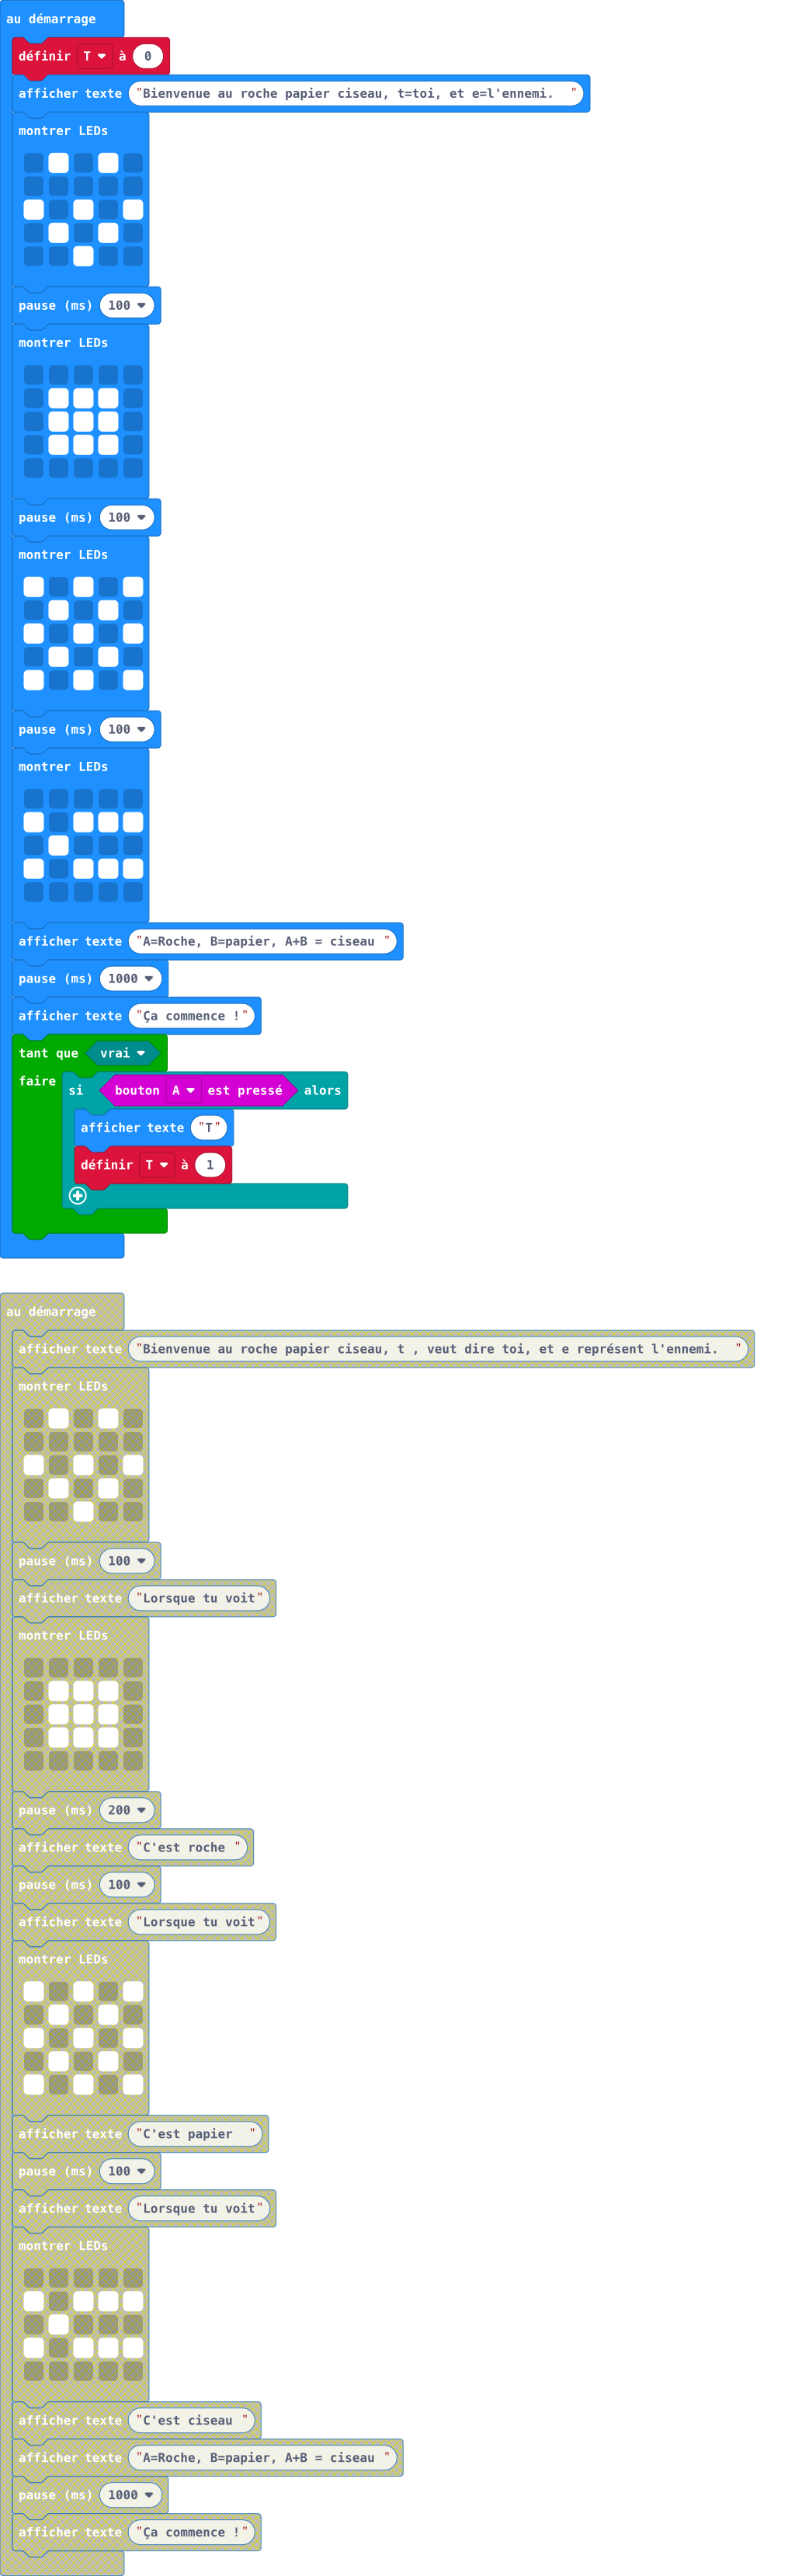 au démarrage
définir T à 0
afficher texte "Bienvenue au roche papier ciseau, t=toi, et e=l'ennemi. "
montrer LEDs
pause (ms) 100
montrer LEDs
pause (ms) 100
montrer LEDs
pause (ms) 100
montrer LEDs
afficher texte "A=Roche, B=papier, A+B = ciseau "
pause (ms) 1000
afficher texte "Ça commence !"
tant que vrai
faire si bouton A est pressé alors
afficher texte "T"
définir T à 1
au démarrage
afficher texte "Bienvenue au roche papier ciseau, t , veut dire toi, et e représent l'ennemi. "
montrer LEDs
pause (ms) 100
afficher texte "Lorsque tu voit"
montrer LEDs
pause (ms) 200
afficher texte "C'est roche "
pause (ms) 100
afficher texte "Lorsque tu voit"
montrer LEDs
afficher texte "C'est papier "
pause (ms) 100
afficher texte "Lorsque tu voit"
montrer LEDs
afficher texte "C'est ciseau "
afficher texte "A=Roche, B=papier, A+B = ciseau "
pause (ms) 1000
afficher texte "Ça commence !"